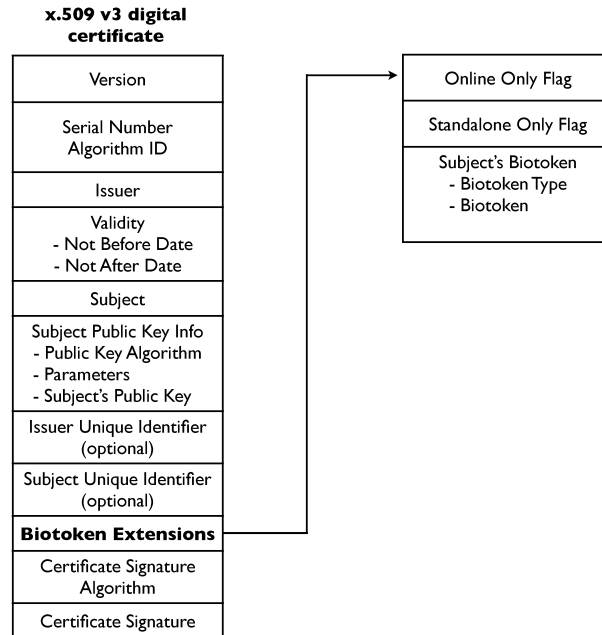 x.509 v3 digital
certificate
Version
Serial Number
Algorithm ID
Issuer
Validity
- Not Before Date
- Not After Date
Subject
Subject Public Key Info
- Public Key Algorithm
- Parameters
- Subject's Public Key
Issuer Unique Identifier
(optional)
Subject Unique Identifier
(optional)
Biotoken Extensions
Certificate Signature
Algorithm
Certificate Signature
Online Only Flag
Standalone Only Flag
Subject's Biotoken
- Biotoken Type
- Biotoken